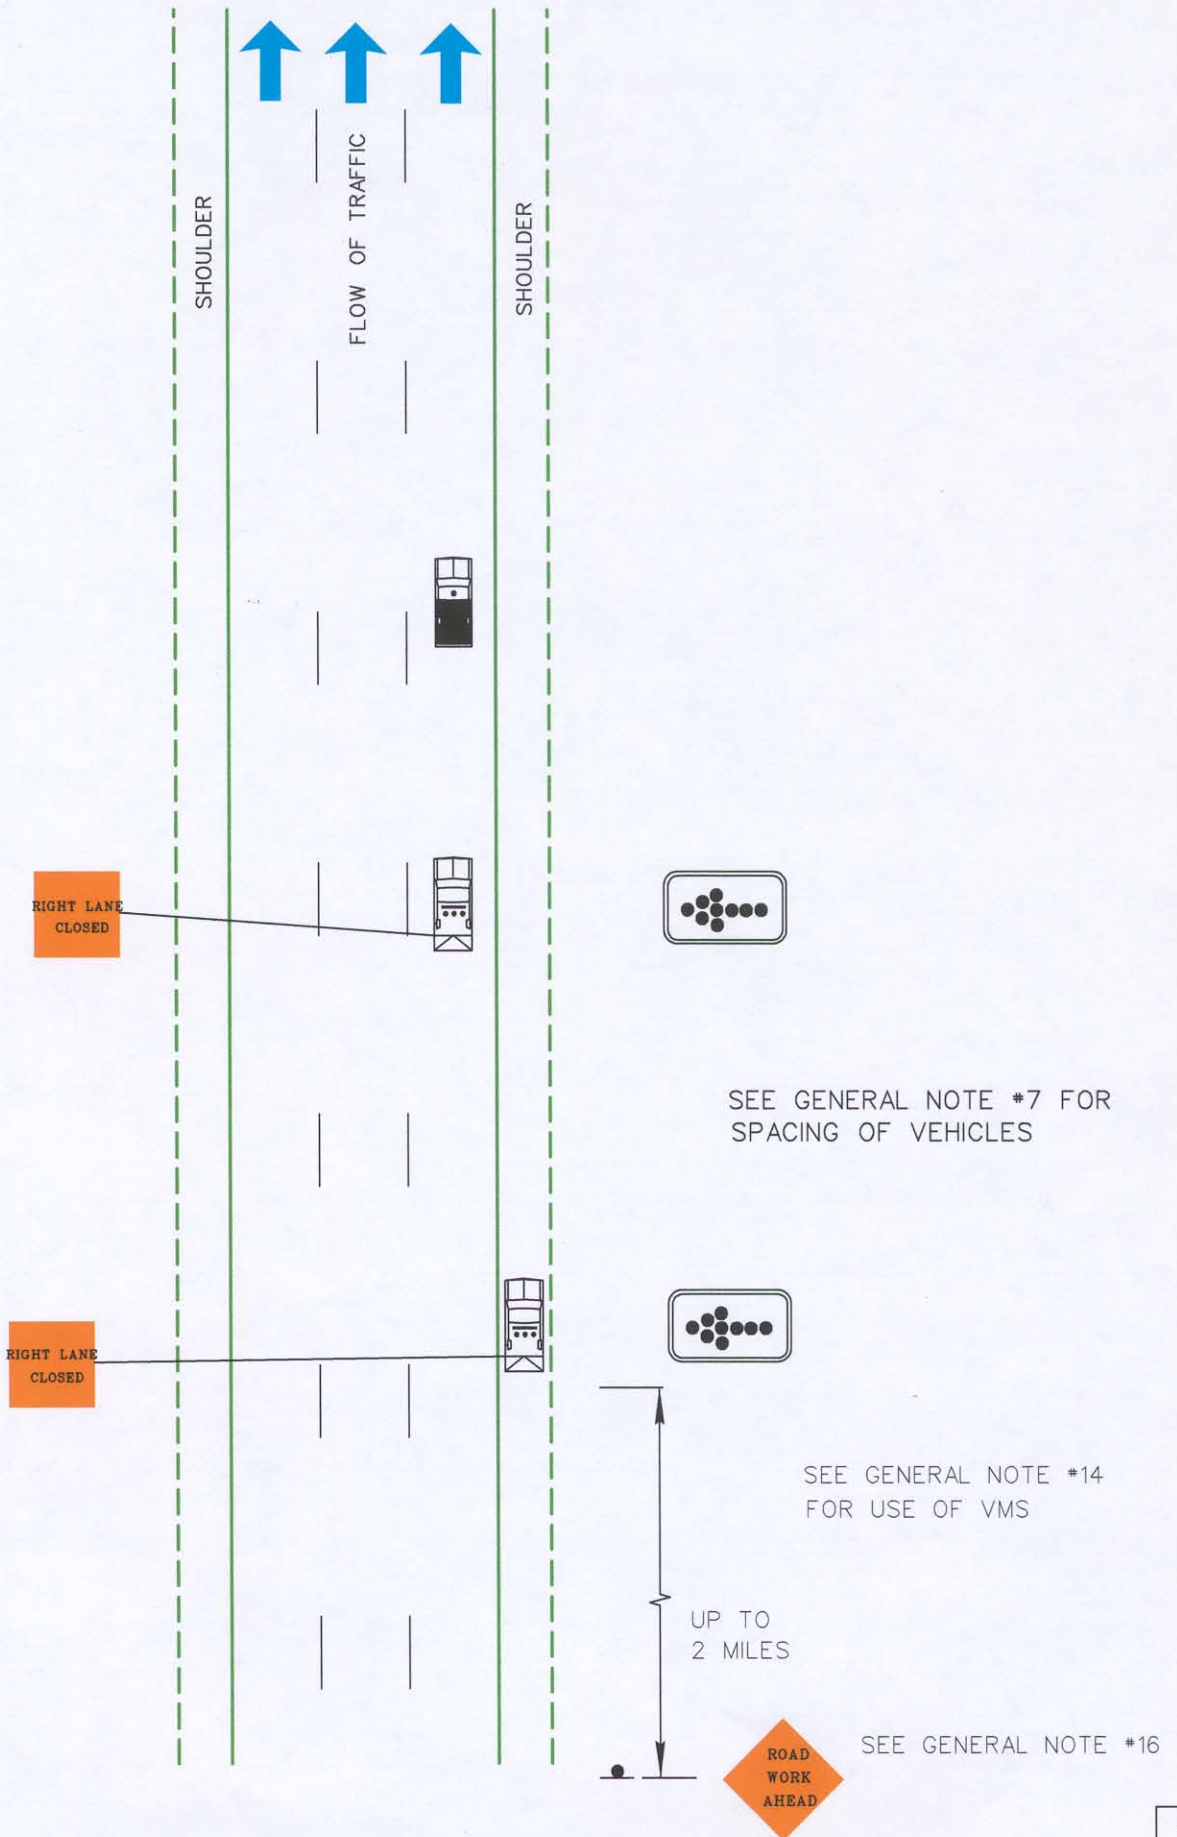 SHOULDER
FLOW OF TRAFFIC
SHOULDER
RIGHT LANE
CLOSED
SEE GENERAL NOTE #7 FOR
SPACING OF VEHICLES
RIGHT LANE
CLOSED
SEE GENERAL NOTE #14
FOR USE OF VMS
UP TO
2 MILES
ROAD
WORK
AHEAD
SEE GENERAL NOTE #16